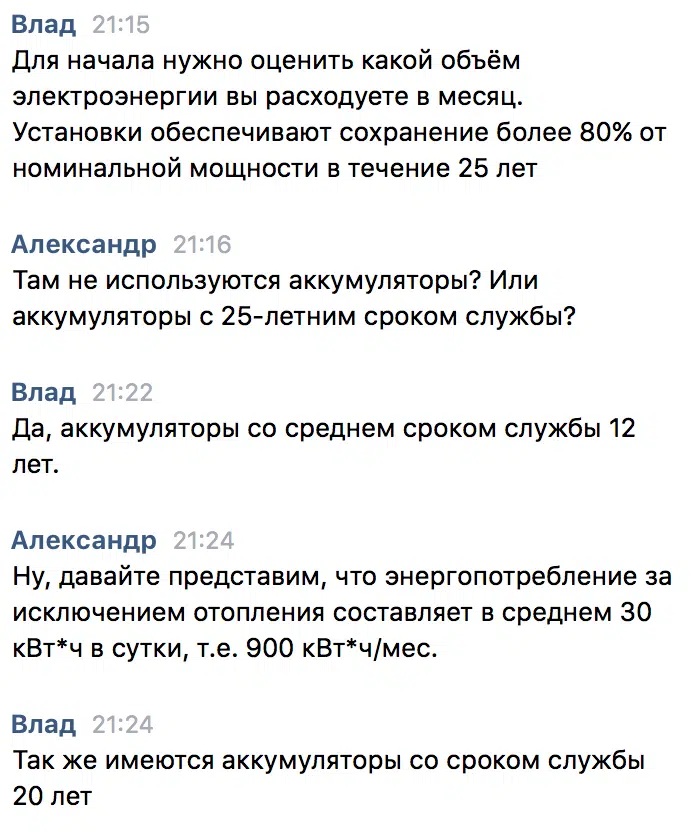 Влад 21:15
Для начала нужно оценить какой объём
электроэнергии вы расходуете в месяц.
Установки обеспечивают сохранение более 80% от
номинальной мощности в течение 25 лет
Александр 21:16
Там не используются аккумуляторы? Или
аккумуляторы с 25-летним сроком службы?
Влад 21:22
Да, аккумуляторы со среднем сроком службы 12
лет.
Александр 21:24
Ну, давайте представим, что энергопотребление за
исключением отопления составляет в среднем 30
кВт*ч в сутки, т.е. 900 кВт*ч/мес.
Влад 21:24
Так же имеются аккумуляторы со сроком службы
20 лет